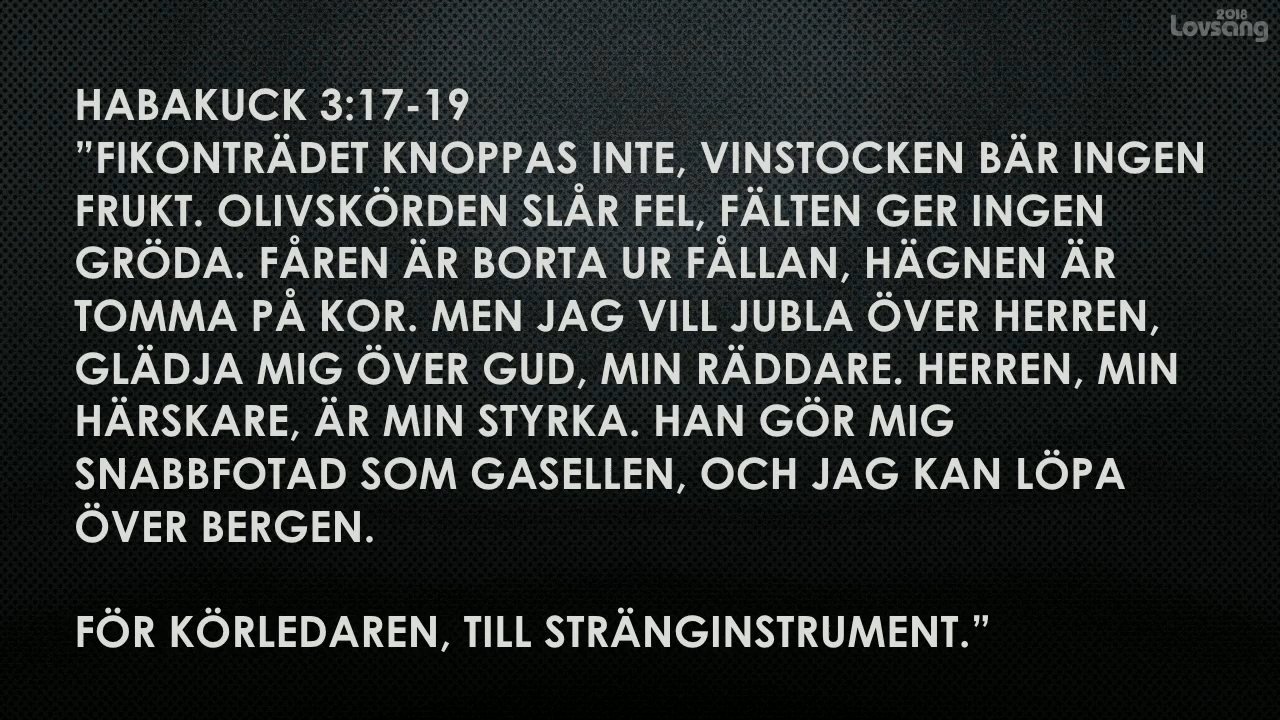 2018
Lovsang
HABAKUCK 3:17-19
”FIKONTRÄDET KNOPPAS INTE, VINSTOCKEN BÄR INGEN
FRUKT. OLIVSKÖRDEN SLÅR FEL, FÄLTEN GER INGEN
GRÖDA. FÅREN ÄR BORTA UR FÅLLAN, HÄGNEN ÄR
TOMMA PÅ KOR. MEN JAG VILL JUBLA ÖVER HERREN,
GLÄDJA MIG ÖVER GUD, MIN RÄDDARE. HERREN, MIN
HÄRSKARE, ÄR MIN STYRKA. HAN GÖR MIG
SNABBFOTAD SOM GASELLEN, OCH JAG KAN LÖPA
ÖVER BERGEN.
FÖR KÖRLEDAREN, TILL STRÄNGINSTRUMENT.”